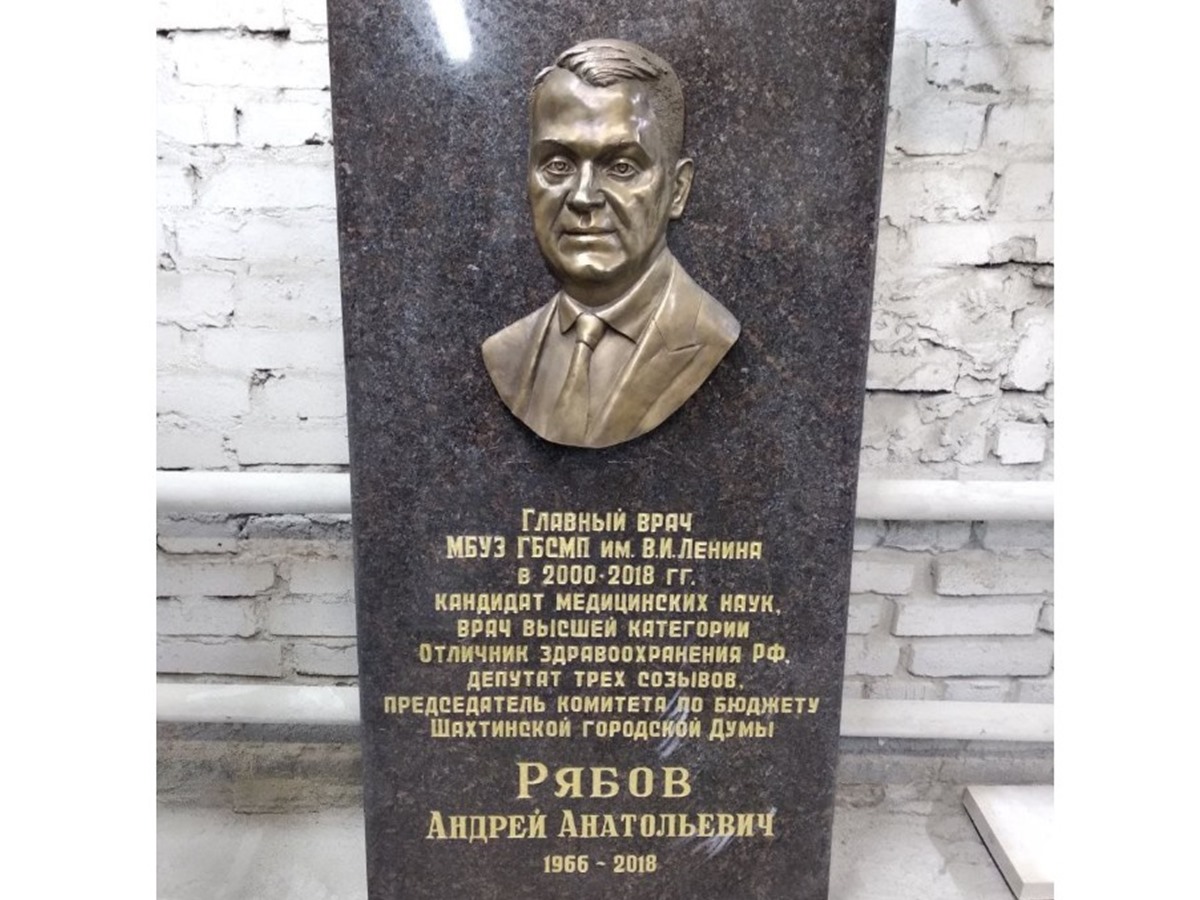 Главный врач
МБУЗ ГБСМП им. В.И.Ленина
в 2000-2018 гг.
кандидат медицинских наук,
врач высшей категории
Отличник здравоохранения РФ,
депутат трех созывов,
председатель комитета по бюджету
Шахтинской городской Думы
Рябов
Андрей Анатольевич
1966 - 2018